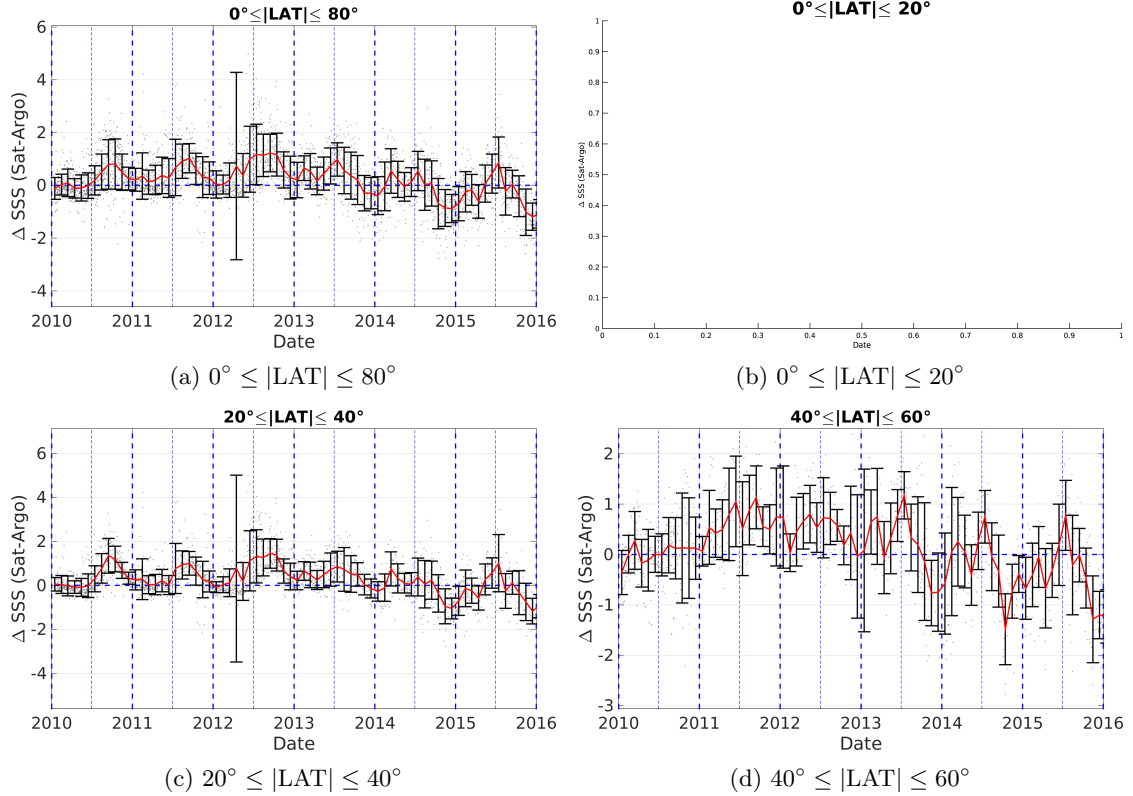 0°≤|LAT|≤ 80°
6
4
2
0
-2
-4
Δ SSS (Sat-Argo)
2010 2011 2012 2013 2014 2015 2016
Date
(a) 0° ≤ |LAT| ≤ 80°
0°≤|LAT|≤ 20°
1
0.9
0.8
0.7
0.6
0.5
0.4
0.3
0.2
0.1
0
Δ SSS (Sat-Argo)
0 0.1 0.2 0.3 0.4 0.5 0.6 0.7 0.8 0.9 1
Date
(b) 0° ≤ |LAT| ≤ 20°
20°≤|LAT|≤ 40°
6
4
2
0
-2
-4
Δ SSS (Sat-Argo)
2010 2011 2012 2013 2014 2015 2016
Date
(c) 20° ≤ |LAT| ≤ 40°
40°≤|LAT|≤ 60°
2
1
0
-1
-2
-3
Δ SSS (Sat-Argo)
2010 2011 2012 2013 2014 2015 2016
Date
(d) 40° ≤ |LAT| ≤ 60°